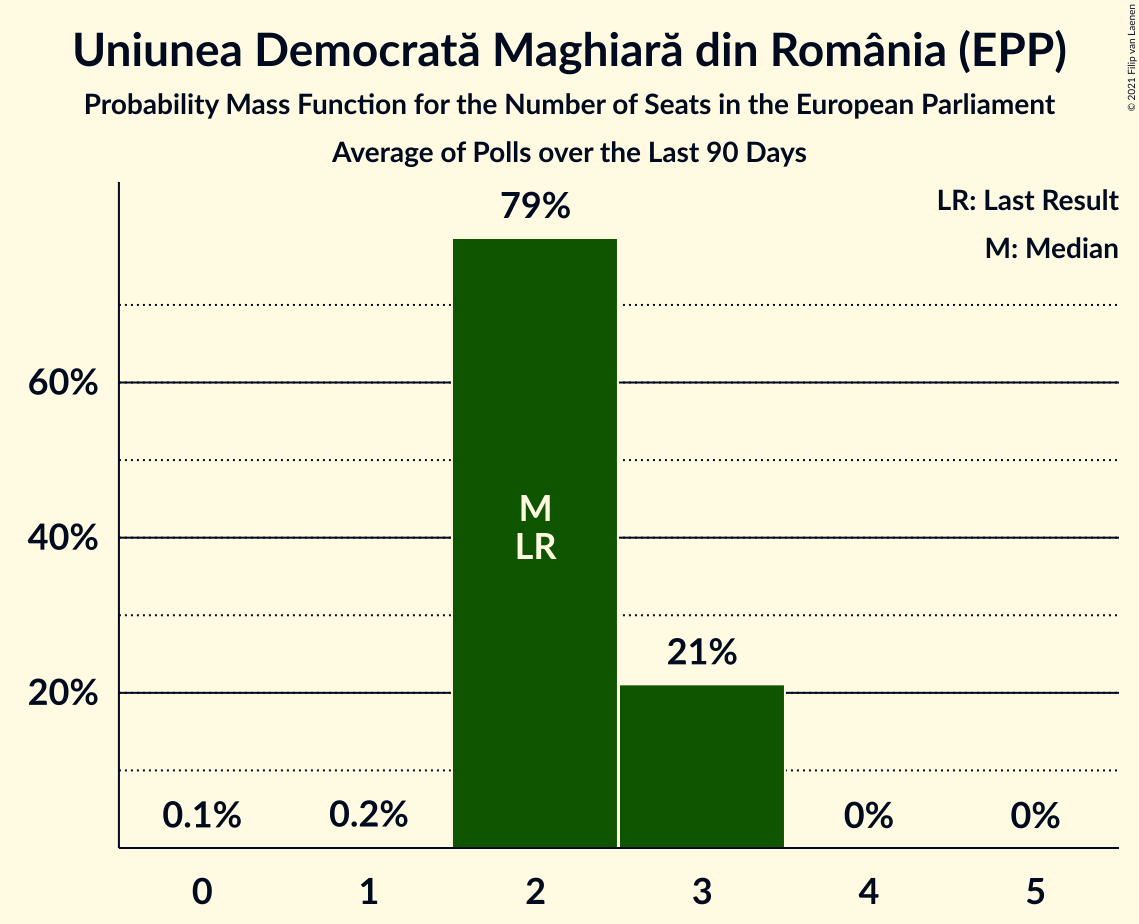 Uniunea Democrată Maghiară din România (EPP)
Probability Mass Function for the Number of Seats in the European Parliament
Average of Polls over the Last 90 Days
© 2021 Filip van Laenen
LR: Last Result
M: Median
79%
60%
M
40%
LR
21%
20%
0.1%
0.2%
0%
0%
0
1
2
3
4
5